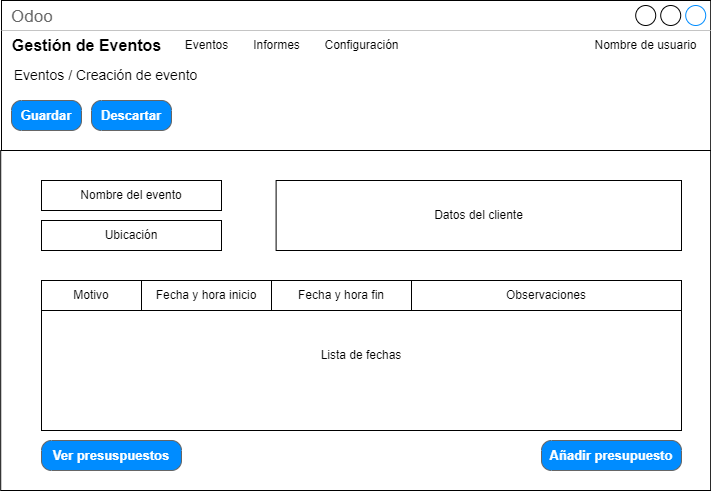 Odoo
Gestión de Eventos Eventos Informes Configuración Nombre de usuario
Eventos / Creación de evento
Guardar Descartar
Nombre del evento
Datos del cliente
Ubicación
Motivo Fecha y hora inicio Fecha y hora fin Observaciones
Lista de fechas
Ver presuspuestos Añadir presupuesto